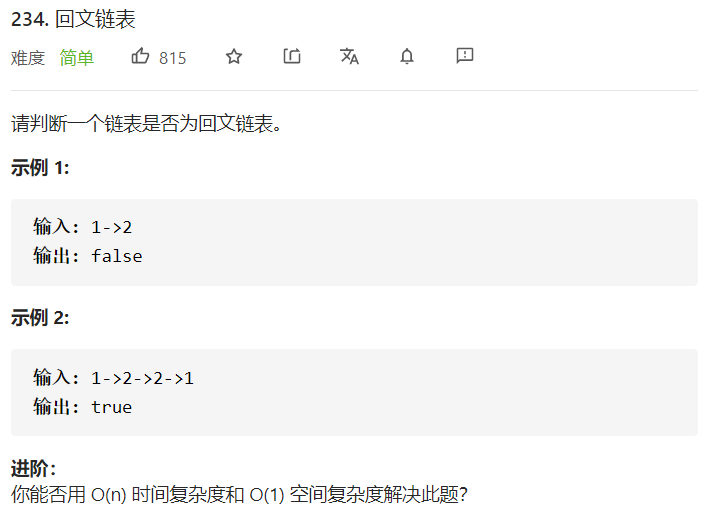 234. 回文链表
难度 简单 815
请判断一个链表是否为回文链表。
示例 1:
输入: 1->2
输出: false
示例 2:
输入: 1->2->2->1
输出: true
进阶：
你能否用 O(n) 时间复杂度和 O(1) 空间复杂度解决此题？